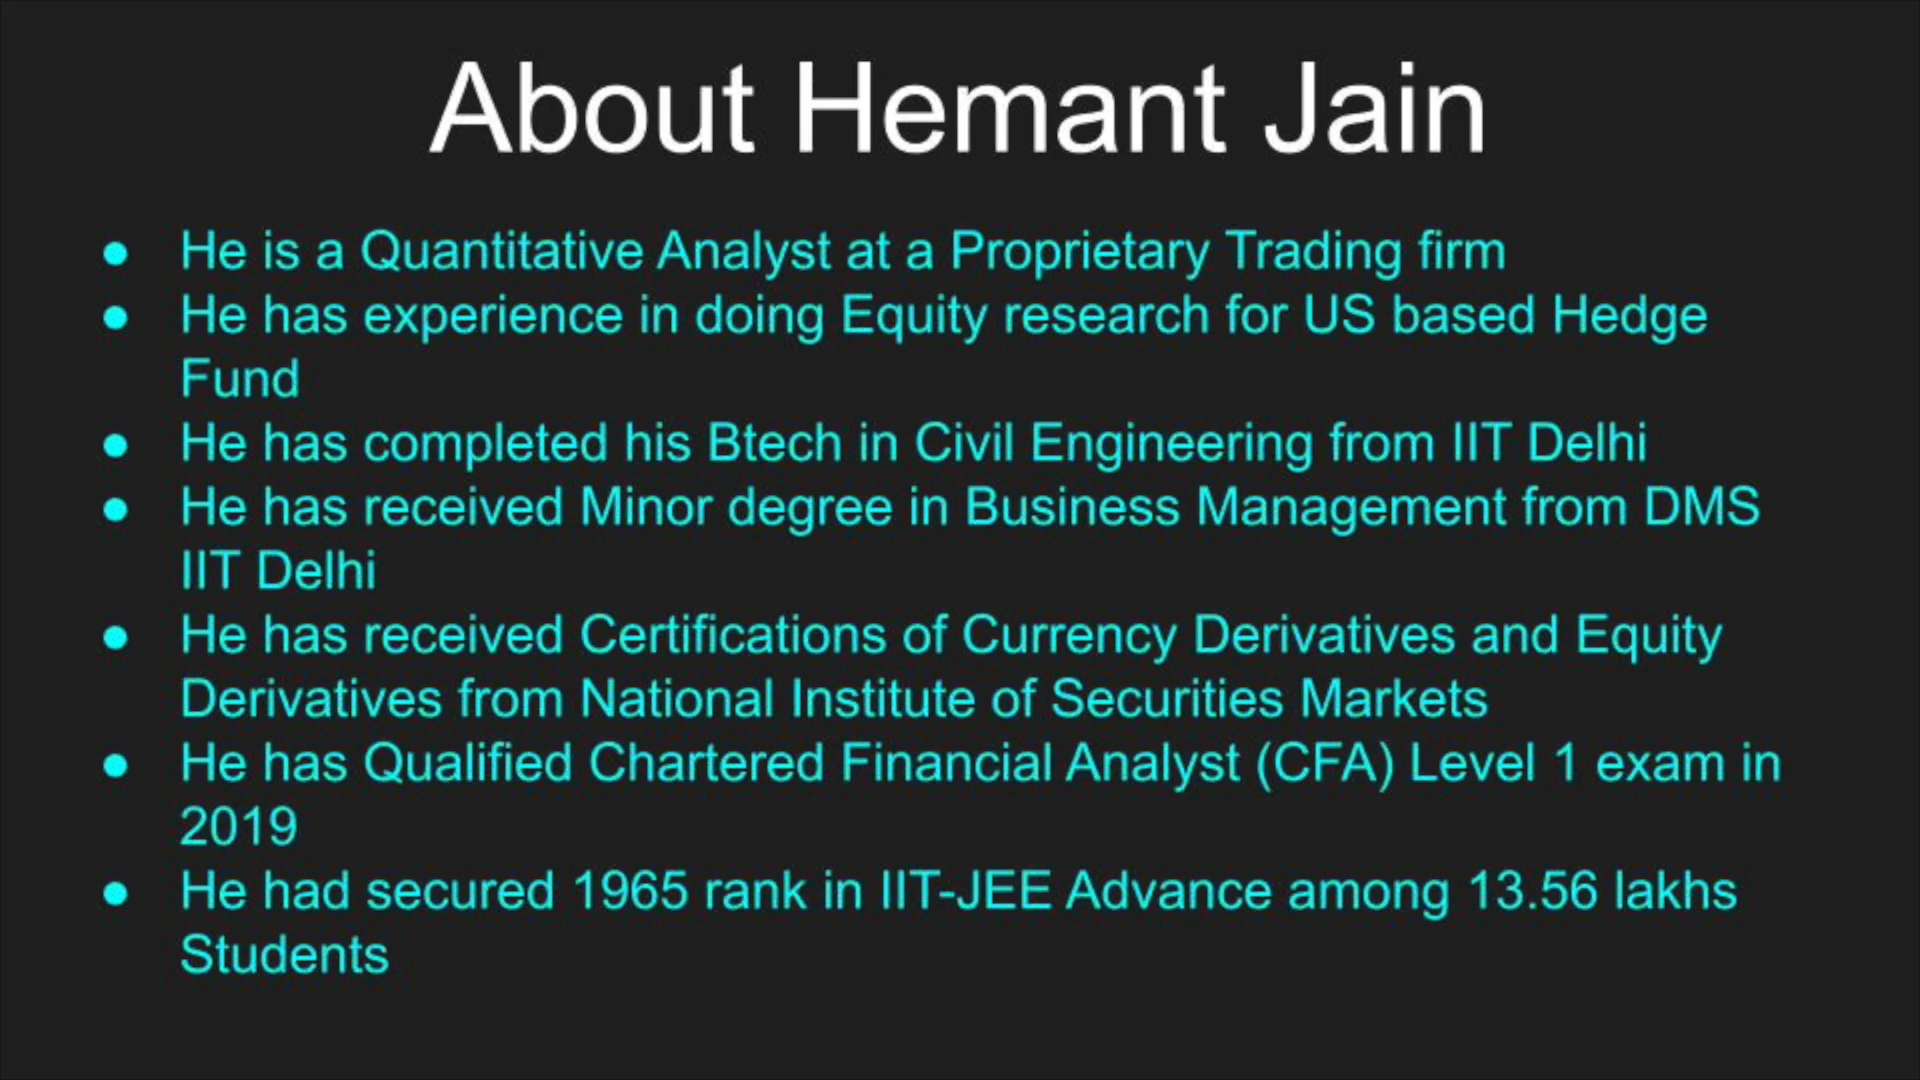 About Hemant Jain
● He is a Quantitative Analyst at a Proprietary Trading firm
● He has experience in doing Equity research for US based Hedge
Fund
● He has completed his Btech in Civil Engineering from IIT Delhi
● He has received Minor degree in Business Management from DMS
IIT Delhi
● He has received Certifications of Currency Derivatives and Equity
Derivatives from National Institute of Securities Markets
● He has Qualified Chartered Financial Analyst (CFA) Level 1 exam in
2019
● He had secured 1965 rank in IIT-JEE Advance among 13.56 lakhs
Students